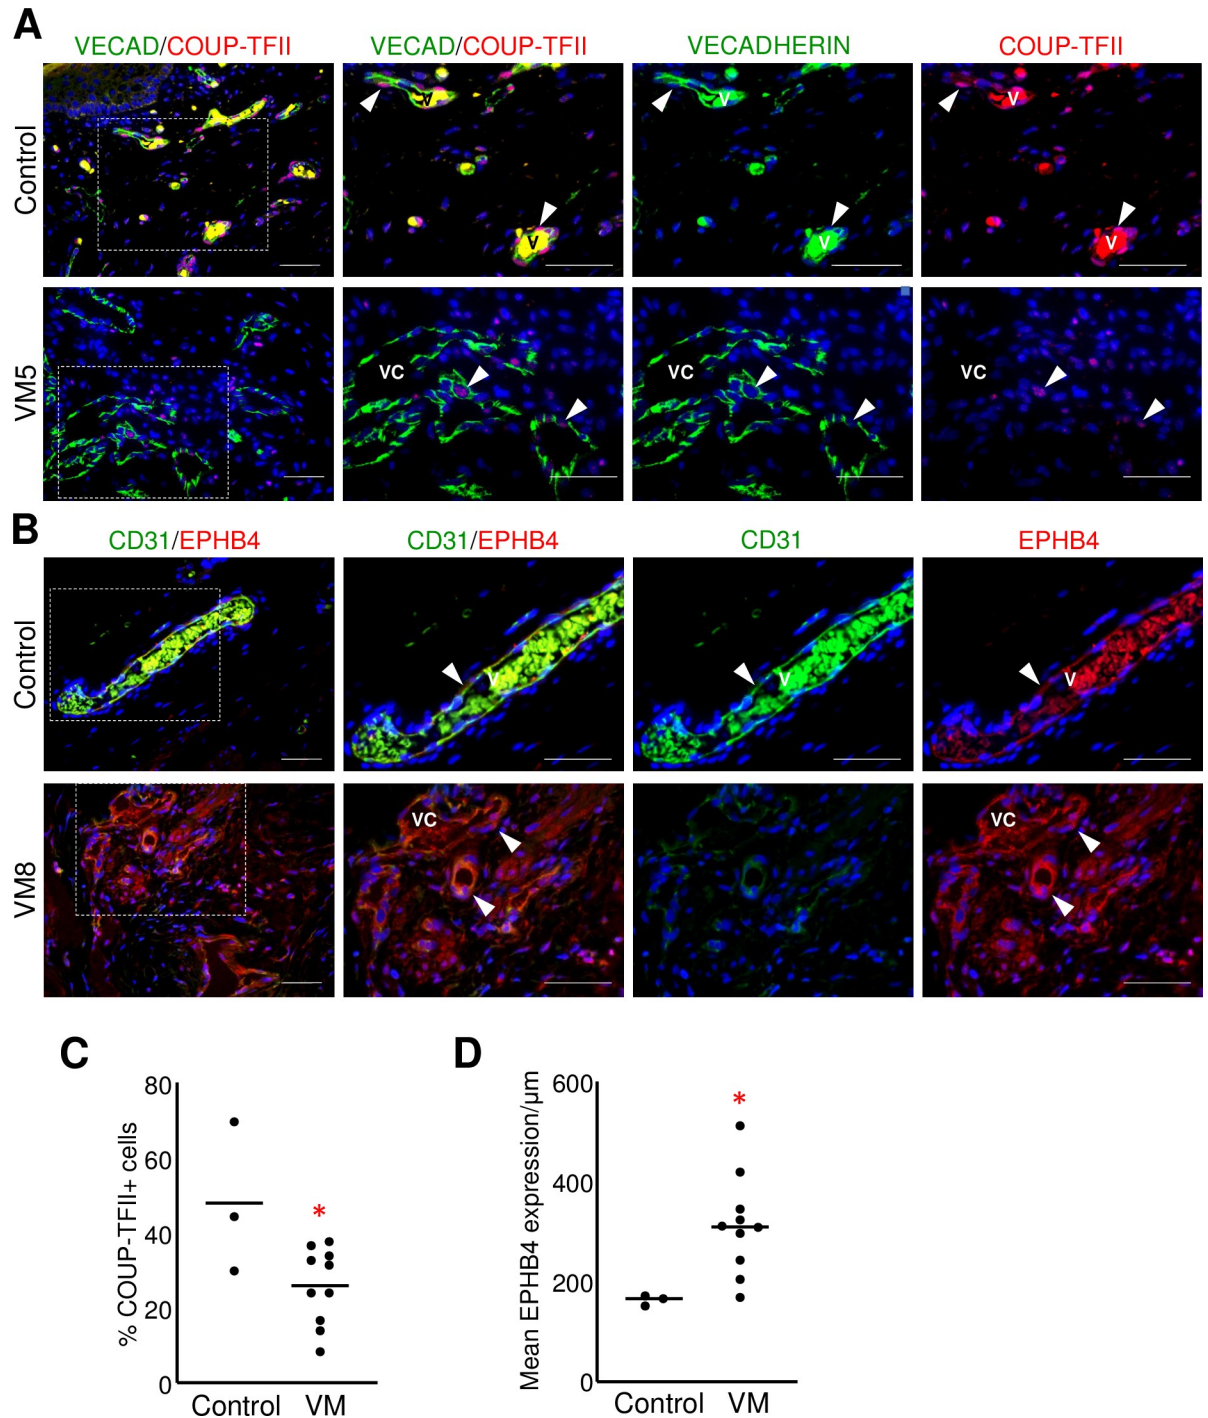 A
VECAD/COUP-TFII VECAD/COUP-TFII VECADHERIN COUP-TFII
Control
V V V
V V V
VM5
VC VC VC
B
CD31/EPHB4 CD31/EPHB4 CD31 EPHB4
Control
V V V
VM8
VC VC
C
% COUP-TFII+ cells
80
60
40
20
0
*
Control VM
D
Mean EPHB4 expression/µm
600
400
200
0
*
Control VM